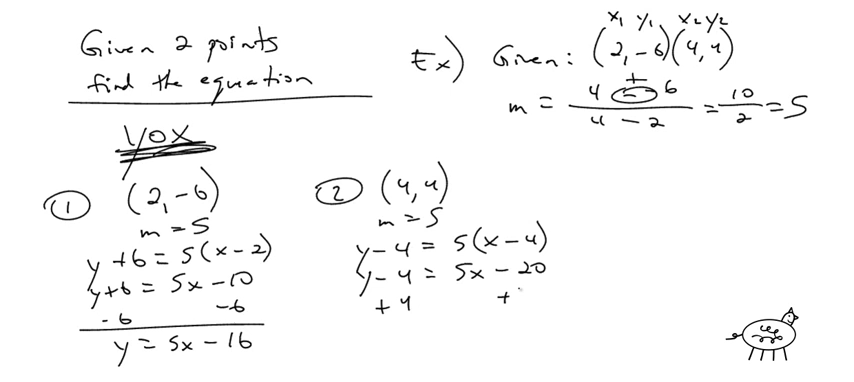 Given 2 points
find the equation
YOX
Ex) Given: (2, -6) (4, 4)
x₁ y₁ x₂ y₂
m = (4 - + 6)/(4 - 2) = 10/2 = 5
① (2, -6)
m = 5
y + 6 = 5(x - 2)
y + 6 = 5x - 10
- 6 - 6
y = 5x - 16
② (4, 4)
m = 5
y - 4 = 5(x - 4)
y - 4 = 5x - 20
+ 4 +